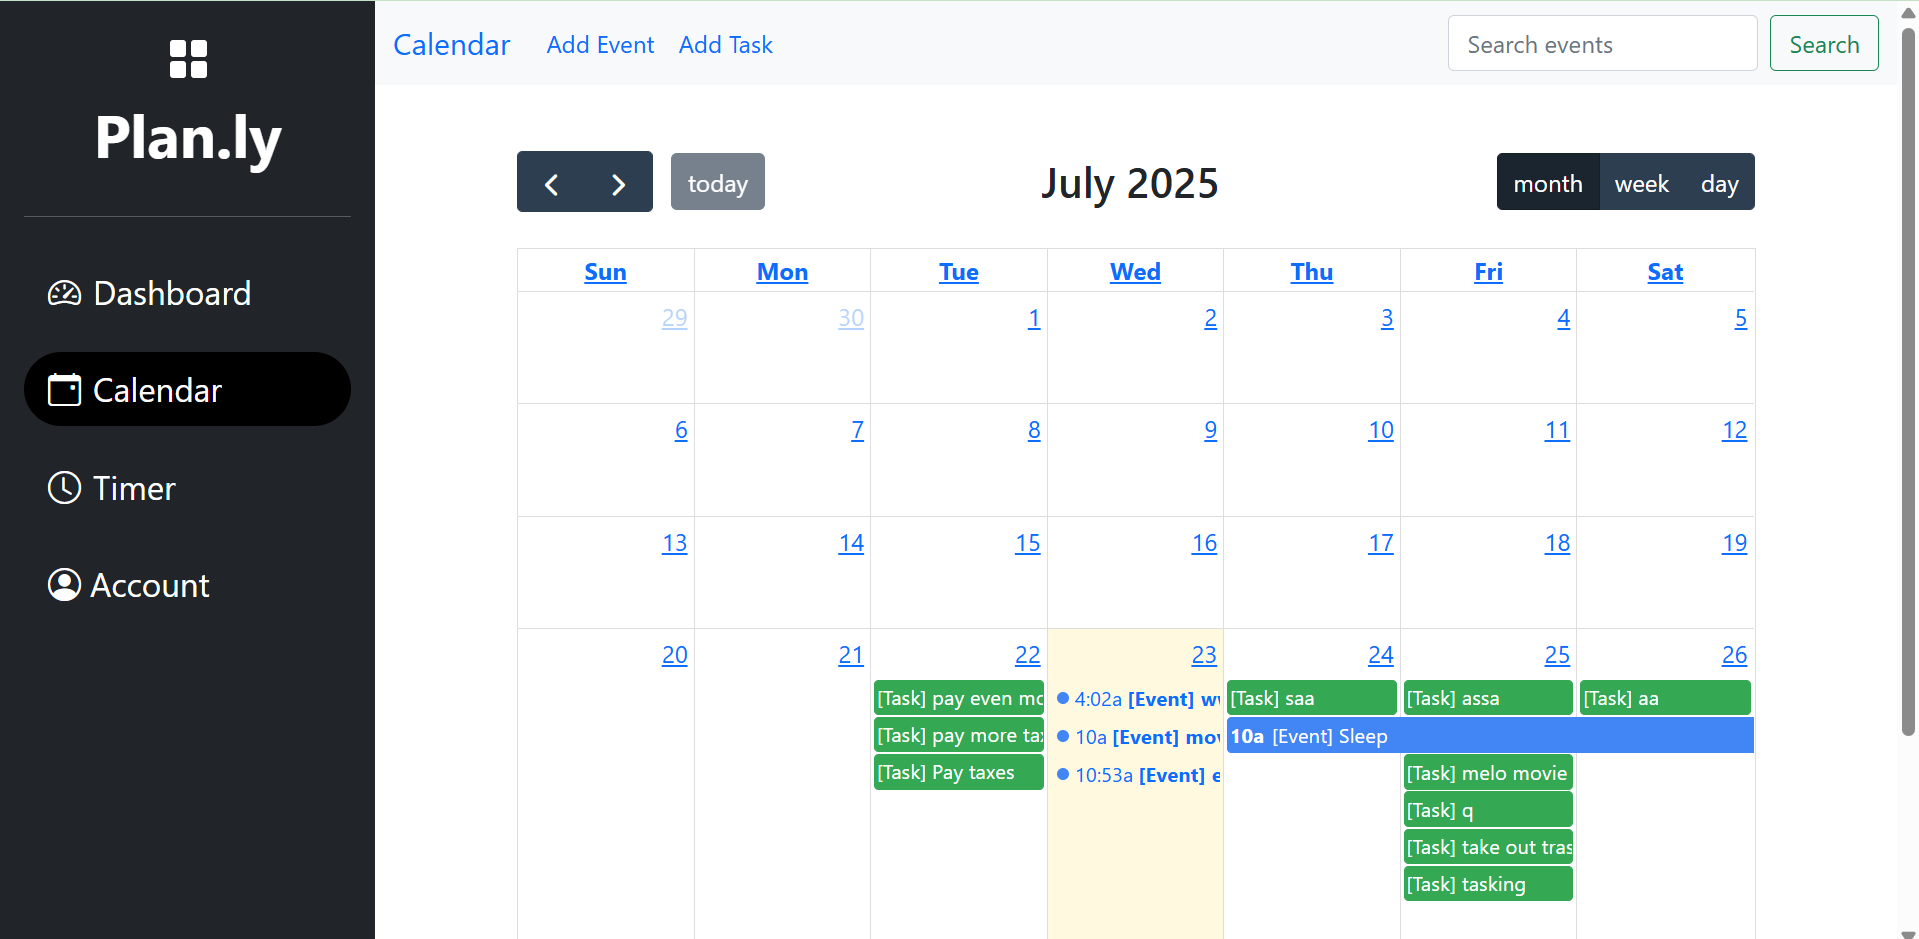 Plan.ly
Dashboard
Calendar
Timer
Account
Calendar Add Event Add Task Search events Search
today July 2025 month week day
Sun Mon Tue Wed Thu Fri Sat
29 30 1 2 3 4 5
6 7 8 9 10 11 12
13 14 15 16 17 18 19
20 21 22 23 24 25 26
[Task] pay even 4:02a [Event] [Task] saa [Task] assa [Task] aa
[Task] pay more 10a [Event] 10a [Event] Sleep
[Task] Pay taxes 10:53a [Event] [Task] melo movie
[Task] q
[Task] take out
[Task] tasking